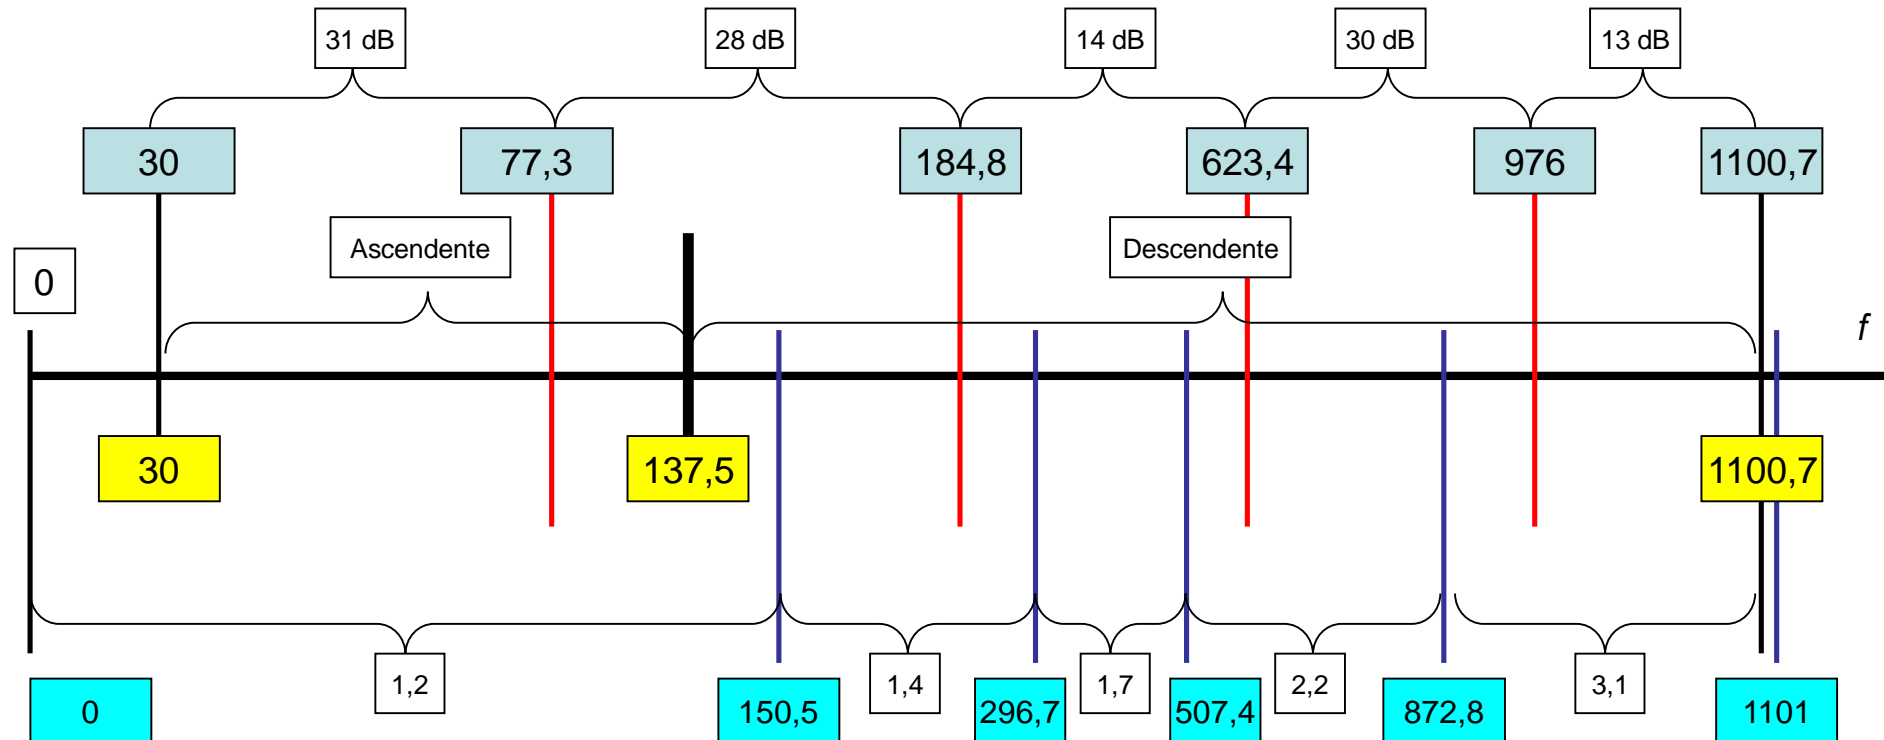 31 dB
28 dB
14 dB
30 dB
13 dB
30
77,3
184,8
623,4
976
1100,7
Ascendente
Descendente
0
f
30
137,5
1100,7
1,2
1,4
1,7
2,2
3,1
0
150,5
296,7
507,4
872,8
1101